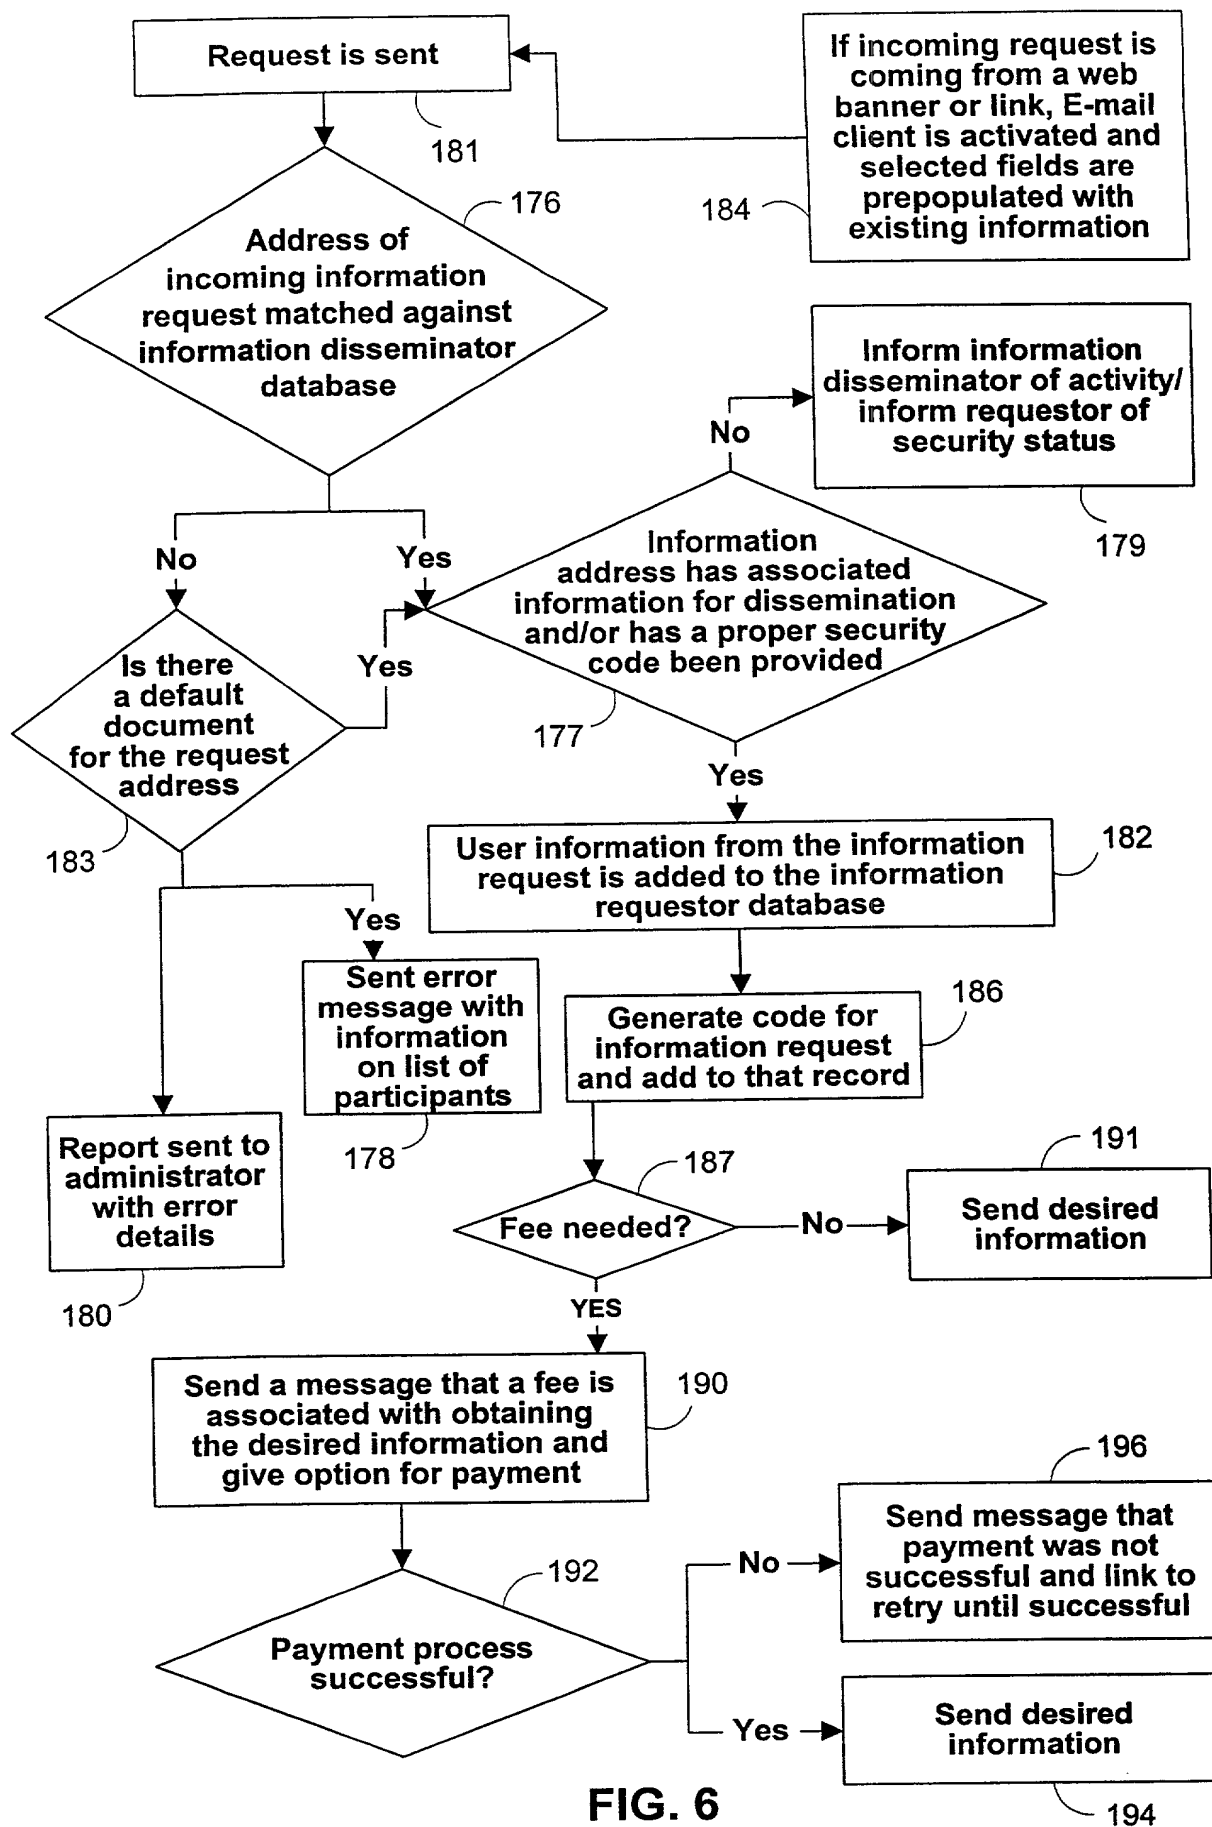 Request is sent
181
If incoming request is
coming from a web
banner or link, E-mail
client is activated and
selected fields are
prepopulated with
existing information
184
176
Address of
incoming information
request matched against
information disseminator
database
Inform information
disseminator of activity/
inform requestor of
security status
179
No
No
Yes
Information
address has associated
information for dissemination
and/or has a proper security
code been provided
177
Is there
a default
document
for the request
address
183
Yes
Yes
User information from the information
request is added to the information
requestor database
182
Yes
Sent error
message with
information
on list of
participants
178
Generate code for
information request
and add to that record
186
Report sent to
administrator
with error
details
180
187
Fee needed?
No
191
Send desired
information
YES
Send a message that a fee is
associated with obtaining
the desired information and
give option for payment
190
196
Send message that
payment was not
successful and link to
retry until successful
192
No
Payment process
successful?
Yes
Send desired
information
194
FIG. 6